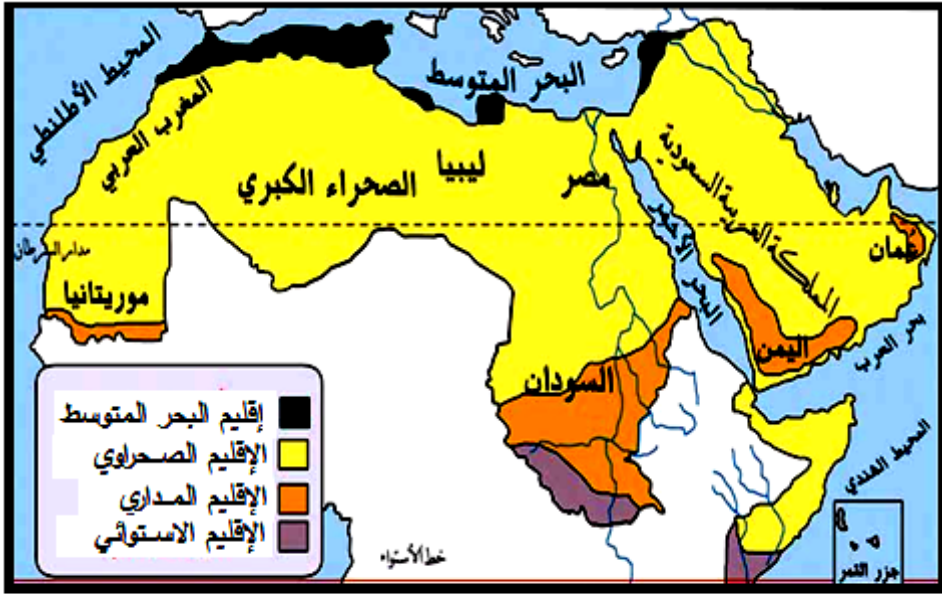 المحيط الأطلنطي
البحر المتوسط
المغرب العربي
ليبيا
مصر
الصحراء الكبري
المملكة العربية السعودية
البحر الأحمر
عمان
مدار السرطان
موريتانيا
اليمن
بحر العرب
السودان
المحيط الهندي
إقليم البحر المتوسط
الإقليم الصحراوي
الإقليم المداري
الإقليم الاستوائي
خط الأستواء
جزر القمر